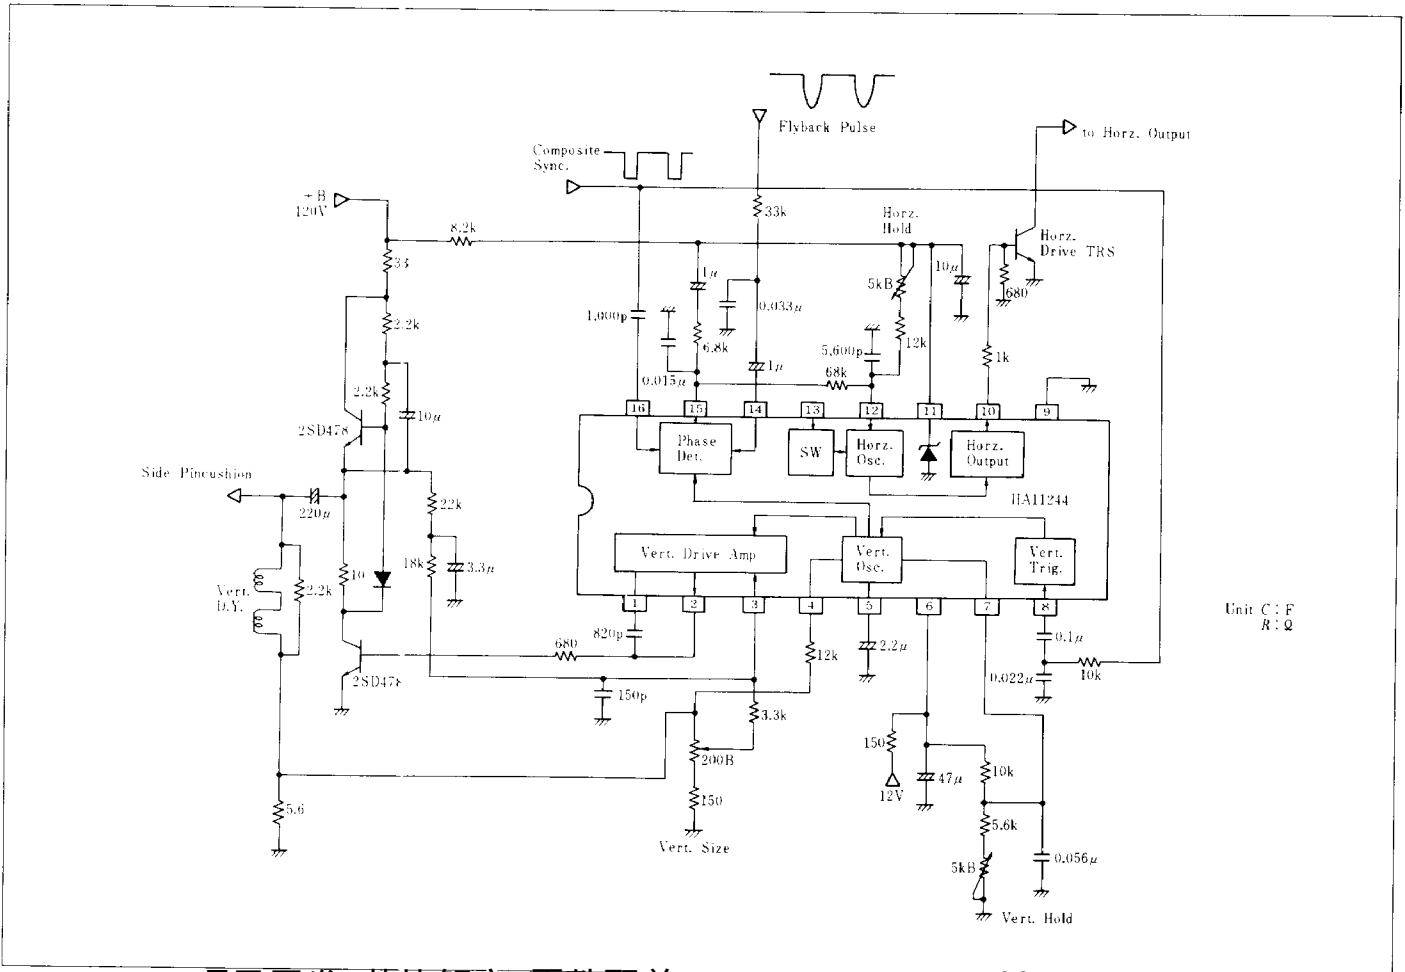 Flyback Pulse
to Horz. Output
Composite
Sync.
+B
120V
8.2k
33k
Horz.
Hold
Horz.
Drive TRS
33
1μ
5kB
10μ
680
0.033μ
1,000p
2.2k
6.8k
12k
5,600p
1k
0.015μ
1μ
68k
2.2k
10μ
2SD478
16
15
14
13
12
11
10
9
Phase
Det.
SW
Horz.
Osc.
Horz.
Output
HA11244
Side Pincushion
220μ
22k
Vert. Drive Amp
Vert.
Osc.
Vert.
Trig.
18k
3.3μ
10
Vert.
D.Y.
2.2k
1
2
3
4
5
6
7
8
Unit C : F
R : Ω
820p
680
12k
2.2μ
0.1μ
10k
0.022μ
2SD478
150p
3.3k
200B
150
12V
47μ
10k
5.6
150
Vert. Size
5.6k
5kB
0.056μ
Vert. Hold